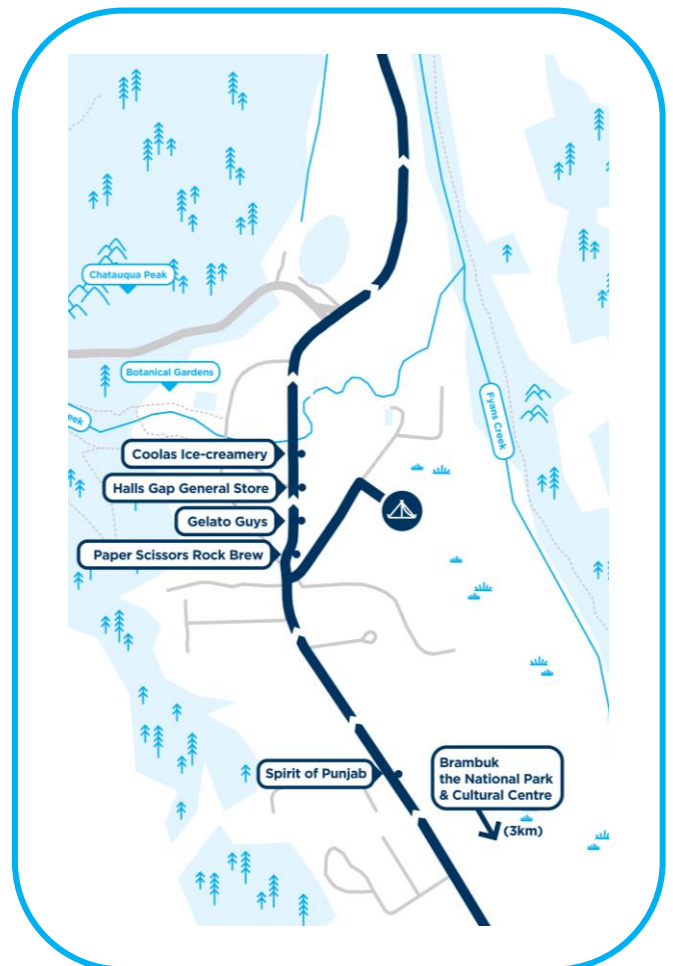 Chatauqua Peak
Botanical Gardens
eek
Fyans Creek
Coolas Ice-creamery
Halls Gap General Store
Gelato Guys
Paper Scissors Rock Brew
Spirit of Punjab
Brambuk
the National Park
& Cultural Centre
(3km)